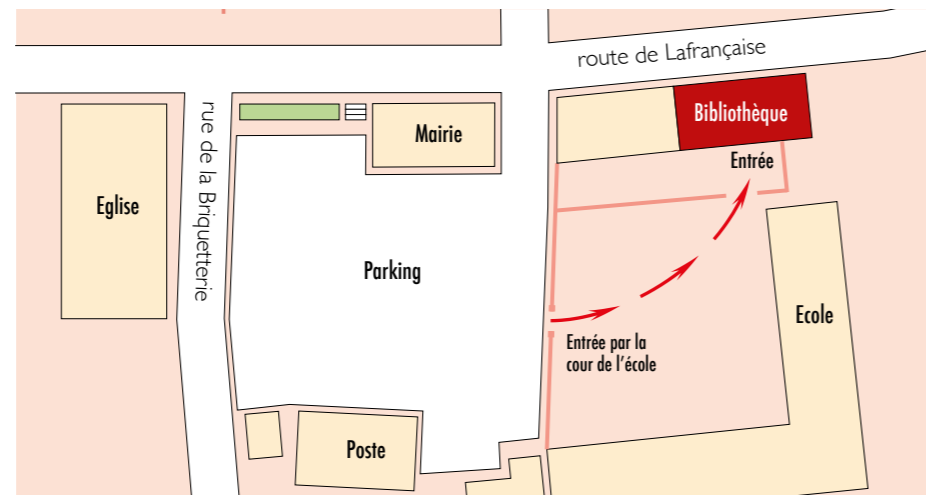 route de Lafrançaise
rue de la Briquetterie
Bibliothèque
Mairie
Entrée
Eglise
Parking
Ecole
Entrée par la
cour de l'école
Poste